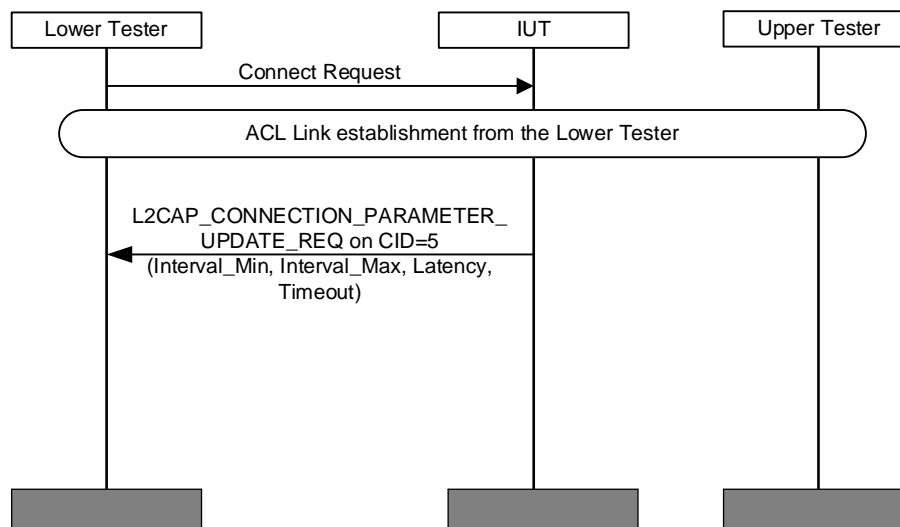 Lower Tester
IUT
Upper Tester
Connect Request
ACL Link establishment from the Lower Tester
L2CAP_CONNECTION_PARAMETER_
UPDATE_REQ on CID=5
(Interval_Min, Interval_Max, Latency,
Timeout)